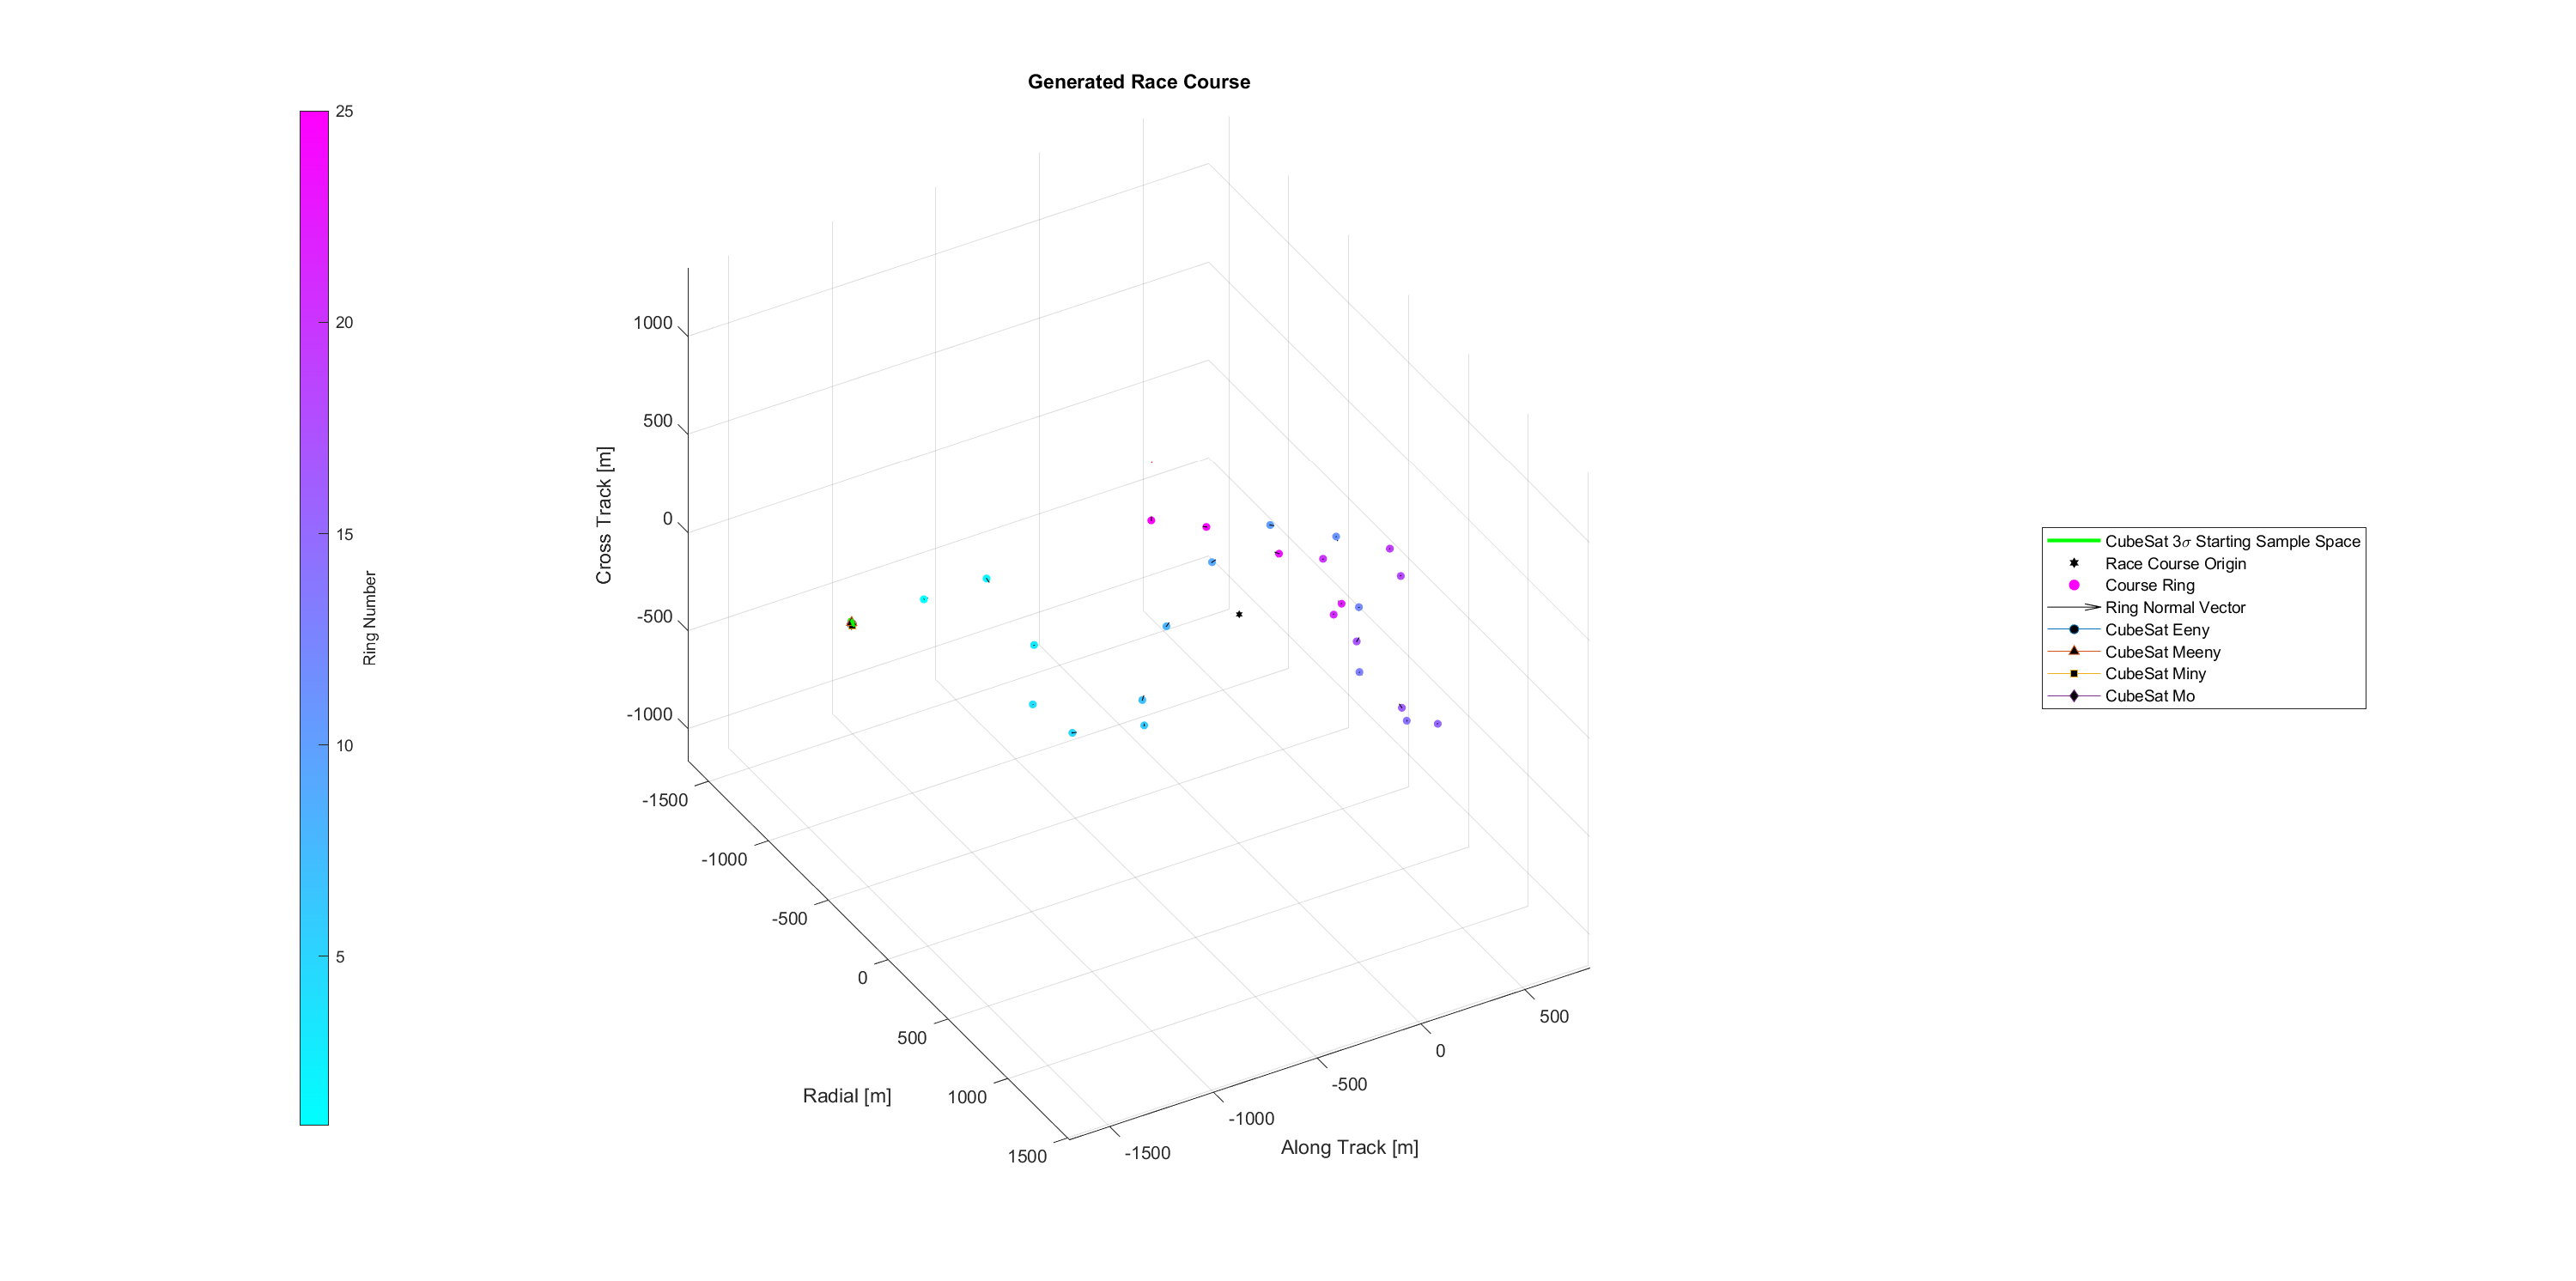 Generated Race Course
25
20
15
10
5
Ring Number
1000
500
0
-500
-1000
Cross Track [m]
-1500
-1000
-500
0
500
1000
1500
Radial [m]
-1500
-1000
-500
0
500
Along Track [m]
CubeSat 3σ Starting Sample Space
Race Course Origin
Course Ring
Ring Normal Vector
CubeSat Eeny
CubeSat Meeny
CubeSat Miny
CubeSat Mo